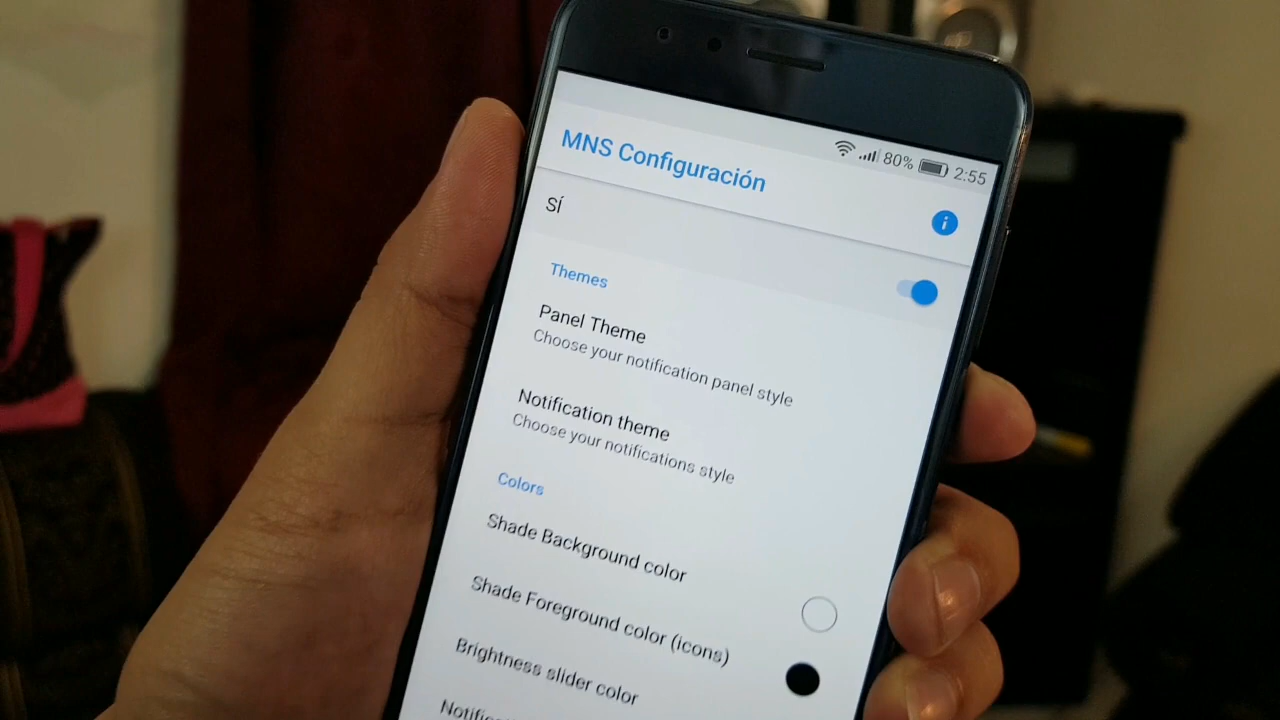 80% 2:55
MNS Configuración
SÍ
Themes
Panel Theme
Choose your notification panel style
Notification theme
Choose your notifications style
Colors
Shade Background color
Shade Foreground color (icons)
Brightness slider color